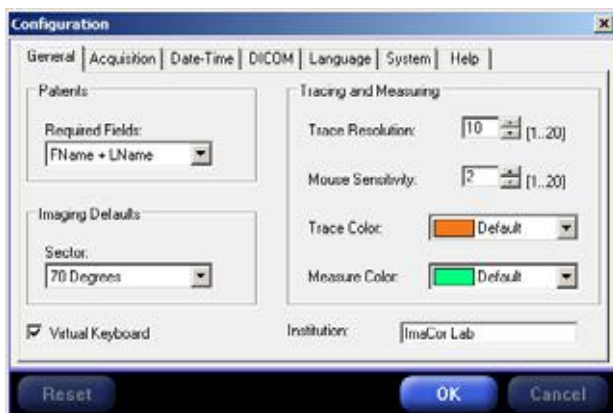 Configuration
General Acquisition Date-Time DICOM Language System Help
Patients
Required Fields:
FName + LName
Imaging Defaults
Sector:
70 Degrees
Virtual Keyboard
Tracing and Measuring
Trace Resolution: 10 [1..20]
Mouse Sensitivity: 2 [1..20]
Trace Color: Default
Measure Color: Default
Institution: ImaCor Lab
Reset OK Cancel